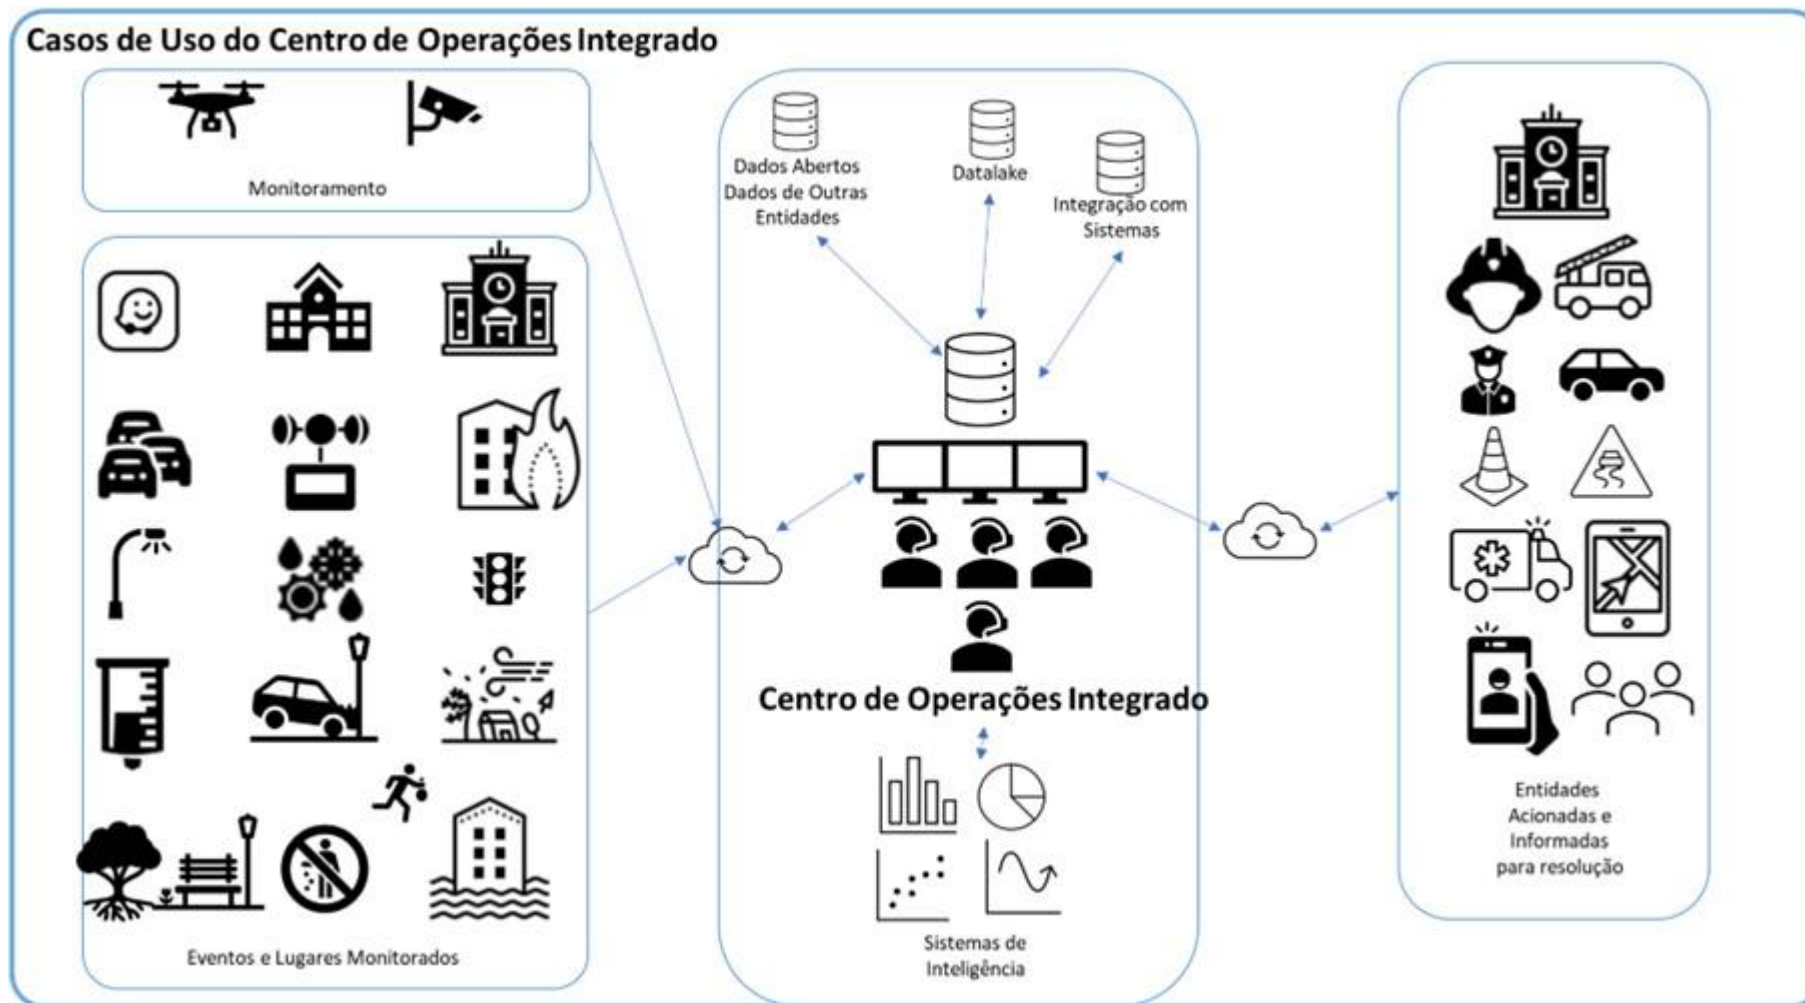 Casos de Uso do Centro de Operações Integrado
Monitoramento
Eventos e Lugares Monitorados
Dados Abertos
Dados de Outras
Entidades
Datalake
Integração com
Sistemas
Centro de Operações Integrado
Sistemas de
Inteligência
Entidades
Acionadas e
Informadas
para resolução